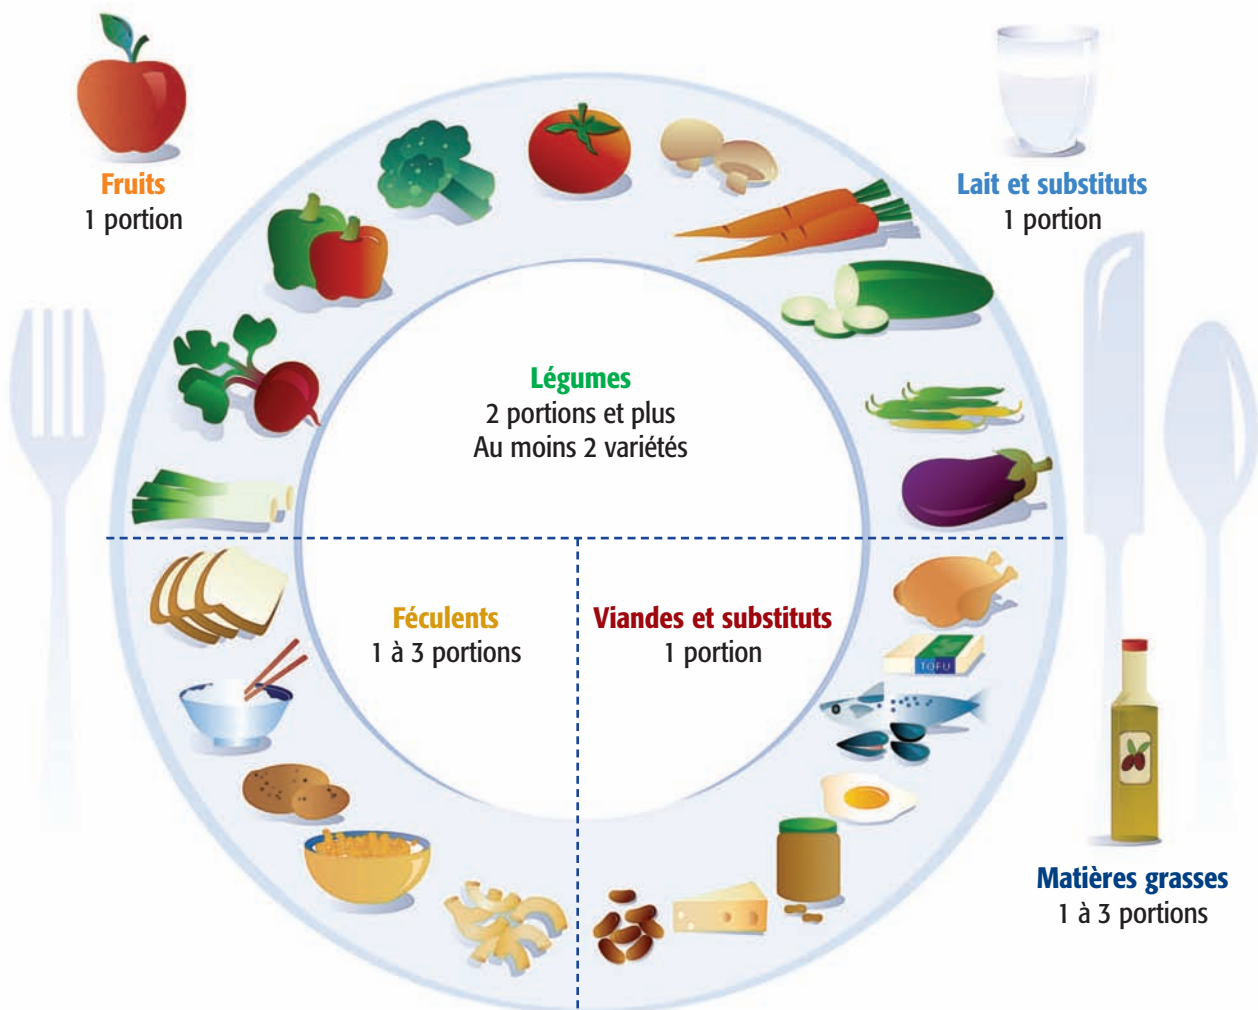 Fruits
1 portion
Lait et substituts
1 portion
Légumes
2 portions et plus
Au moins 2 variétés
Féculents
1 à 3 portions
Viandes et substituts
1 portion
TOFU
Matières grasses
1 à 3 portions